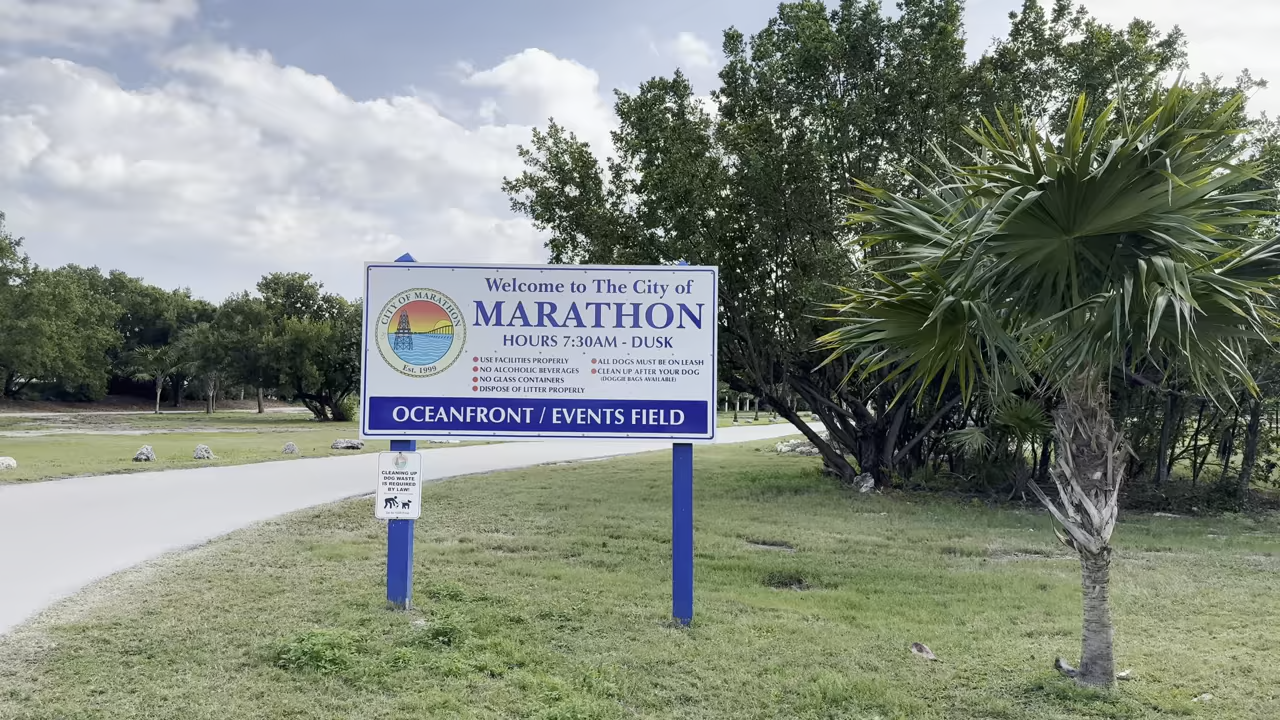 Welcome to The City of
MARATHON
HOURS 7:30AM - DUSK
CITY OF MARATHON
Est. 1999
USE FACILITIES PROPERLY
NO ALCOHOLIC BEVERAGES
NO GLASS CONTAINERS
DISPOSE OF LITTER PROPERLY
ALL DOGS MUST BE ON LEASH
CLEAN UP AFTER YOUR DOG
(DOGGIE BAGS AVAILABLE)
OCEANFRONT / EVENTS FIELD
CLEANING UP
DOG WASTE
IS REQUIRED
BY LAW!